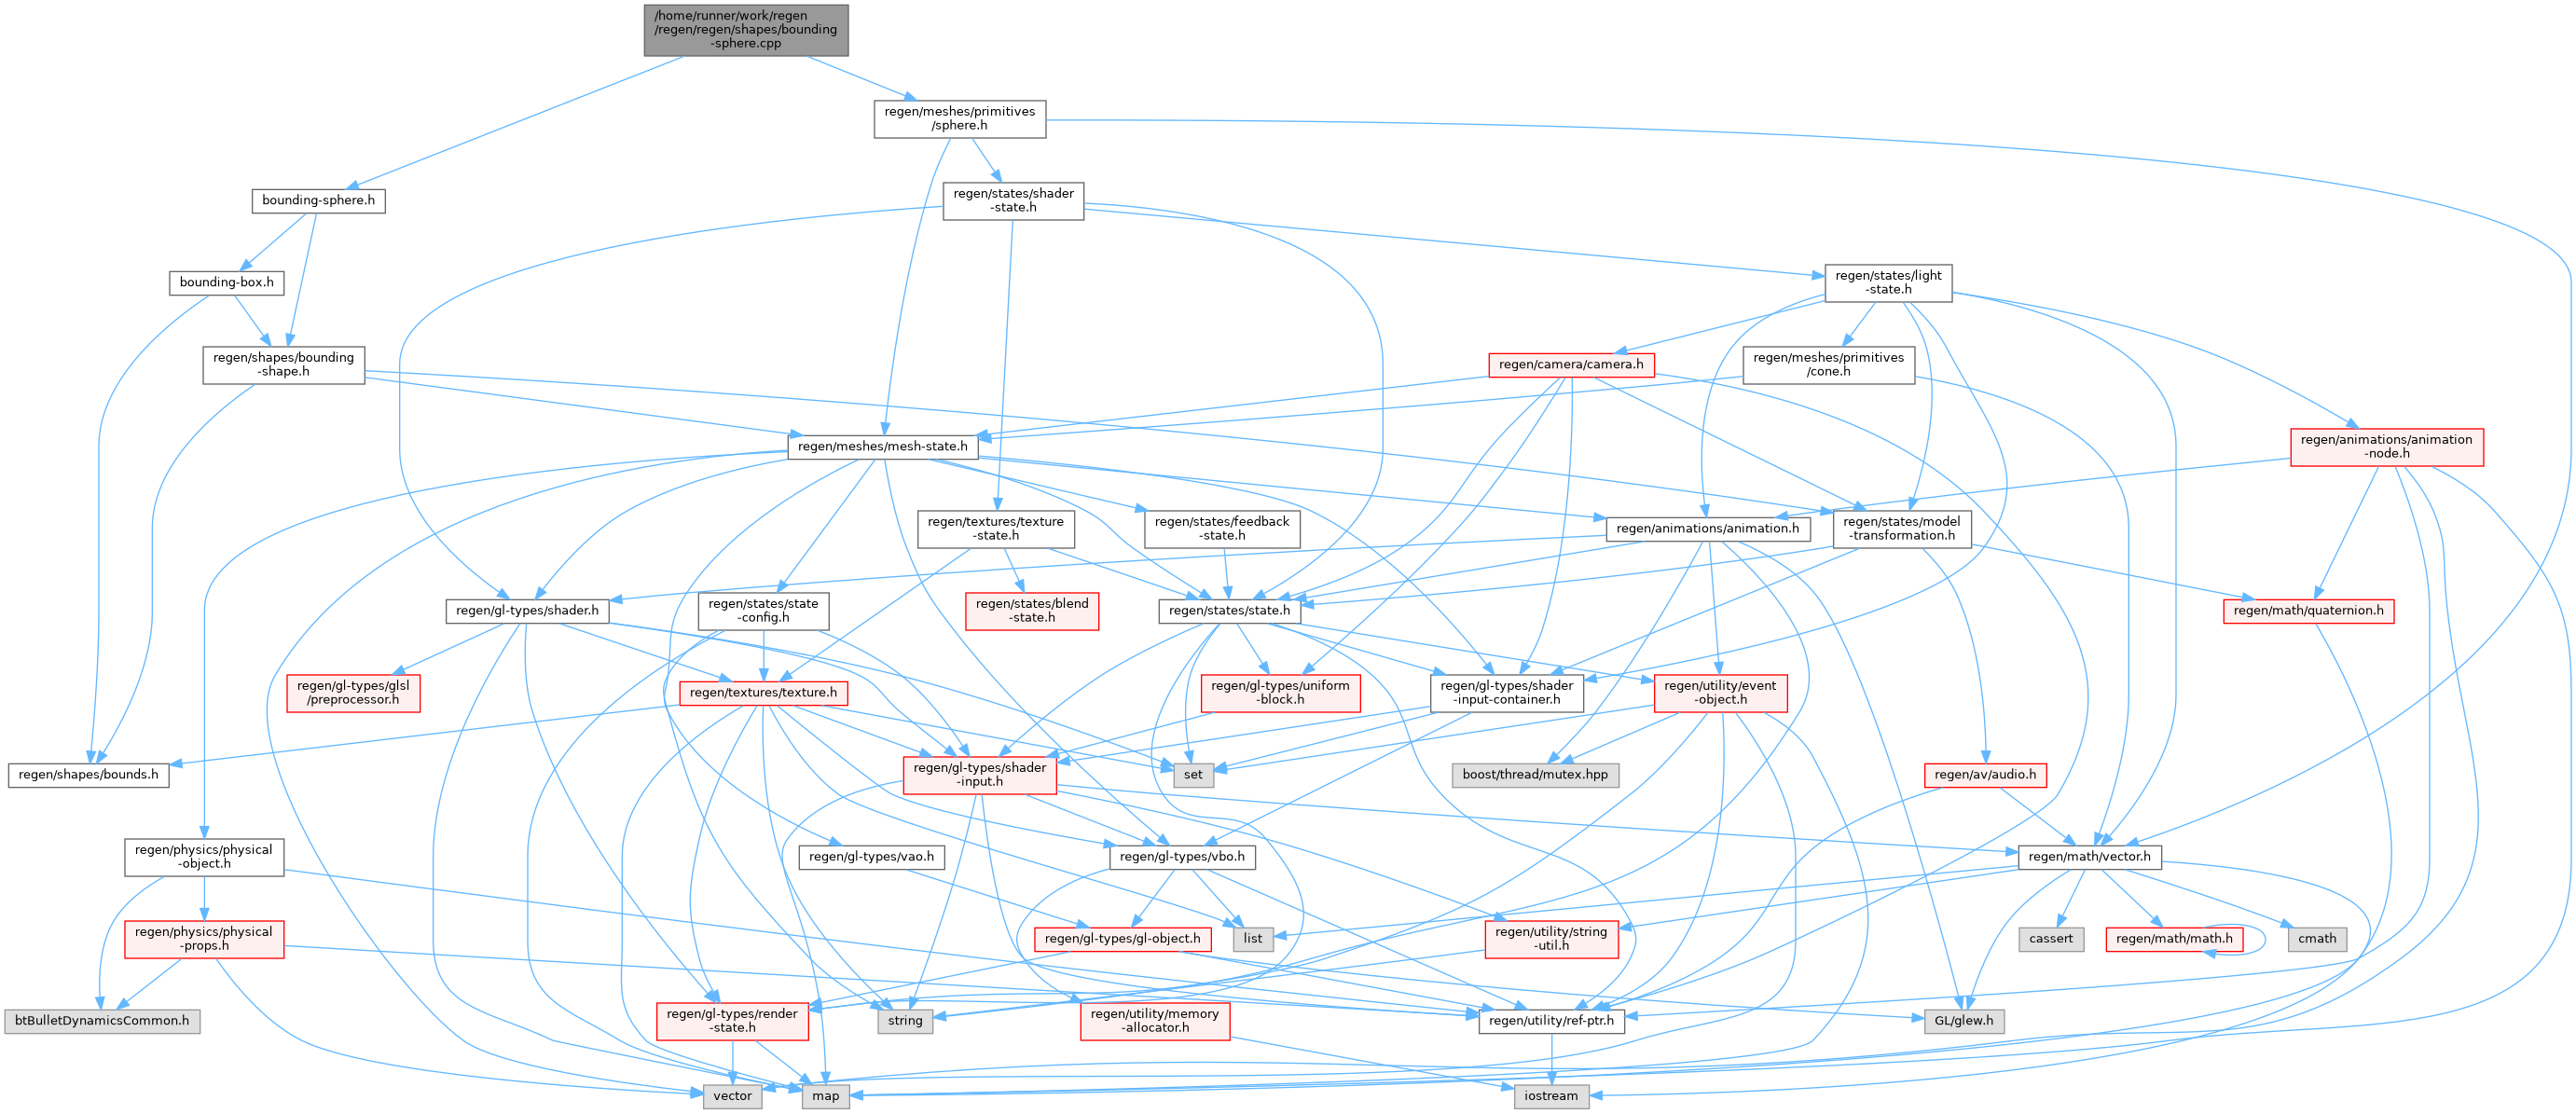 /home/runner/work/regen
/regen/regen/shapes/bounding
-sphere.cpp
regen/meshes/primitives
/sphere.h
bounding-sphere.h
regen/states/shader
-state.h
bounding-box.h
regen/states/light
-state.h
regen/shapes/bounding
-shape.h
regen/camera/camera.h
regen/meshes/primitives
/cone.h
regen/meshes/mesh-state.h
regen/animations/animation
-node.h
regen/textures/texture
-state.h
regen/states/feedback
-state.h
regen/animations/animation.h
regen/states/model
-transformation.h
regen/gl-types/shader.h
regen/states/state
-config.h
regen/states/blend
-state.h
regen/states/state.h
regen/math/quaternion.h
regen/gl-types/glsl
/preprocessor.h
regen/textures/texture.h
regen/gl-types/uniform
-block.h
regen/gl-types/shader
-input-container.h
regen/utility/event
-object.h
regen/shapes/bounds.h
regen/gl-types/shader
-input.h
set
boost/thread/mutex.hpp
regen/av/audio.h
regen/physics/physical
-object.h
regen/gl-types/vao.h
regen/gl-types/vbo.h
regen/math/vector.h
regen/physics/physical
-props.h
regen/gl-types/gl-object.h
list
regen/utility/string
-util.h
cassert
regen/math/math.h
cmath
btBulletDynamicsCommon.h
regen/gl-types/render
-state.h
string
regen/utility/memory
-allocator.h
regen/utility/ref-ptr.h
GL/glew.h
vector
map
iostream